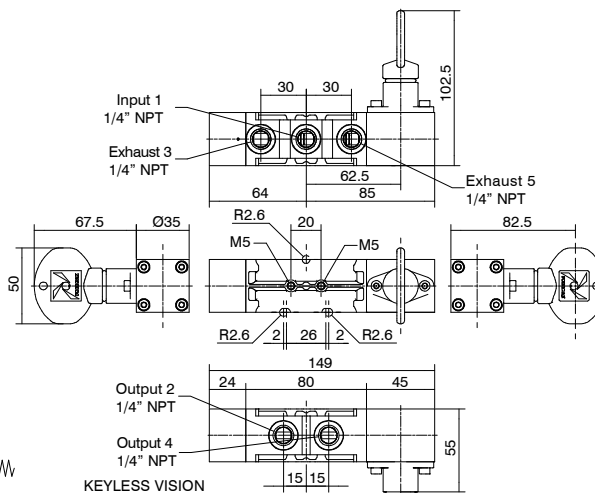 102.5
30 30
Input 1
1/4” NPT
Exhaust 3
1/4” NPT
62.5
Exhaust 5
1/4” NPT
64 85
R2.6
67.5 Ø35 20 82.5
M5 M5
50
R2.6 R2.6
2 26 2
149
24 80 45
Output 2
1/4” NPT
Output 4
1/4” NPT
55
15 15
KEYLESS VISION